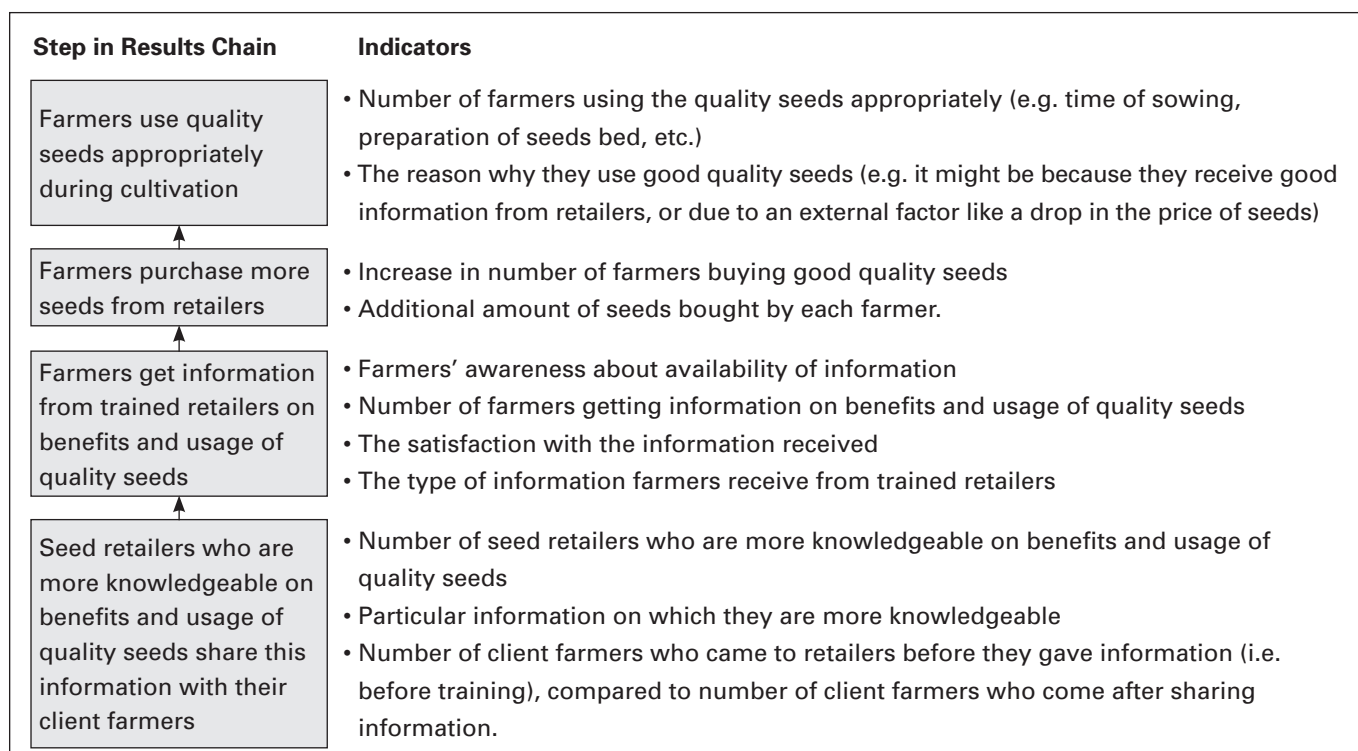 Step in Results Chain
Indicators
Farmers use quality
seeds appropriately
during cultivation
• Number of farmers using the quality seeds appropriately (e.g. time of sowing,
preparation of seeds bed, etc.)
• The reason why they use good quality seeds (e.g. it might be because they receive good
information from retailers, or due to an external factor like a drop in the price of seeds)
Farmers purchase more
seeds from retailers
• Increase in number of farmers buying good quality seeds
• Additional amount of seeds bought by each farmer.
Farmers get information
from trained retailers on
benefits and usage of
quality seeds
• Farmers’ awareness about availability of information
• Number of farmers getting information on benefits and usage of quality seeds
• The satisfaction with the information received
• The type of information farmers receive from trained retailers
Seed retailers who are
more knowledgeable on
benefits and usage of
quality seeds share this
information with their
client farmers
• Number of seed retailers who are more knowledgeable on benefits and usage of
quality seeds
• Particular information on which they are more knowledgeable
• Number of client farmers who came to retailers before they gave information (i.e.
before training), compared to number of client farmers who come after sharing
information.